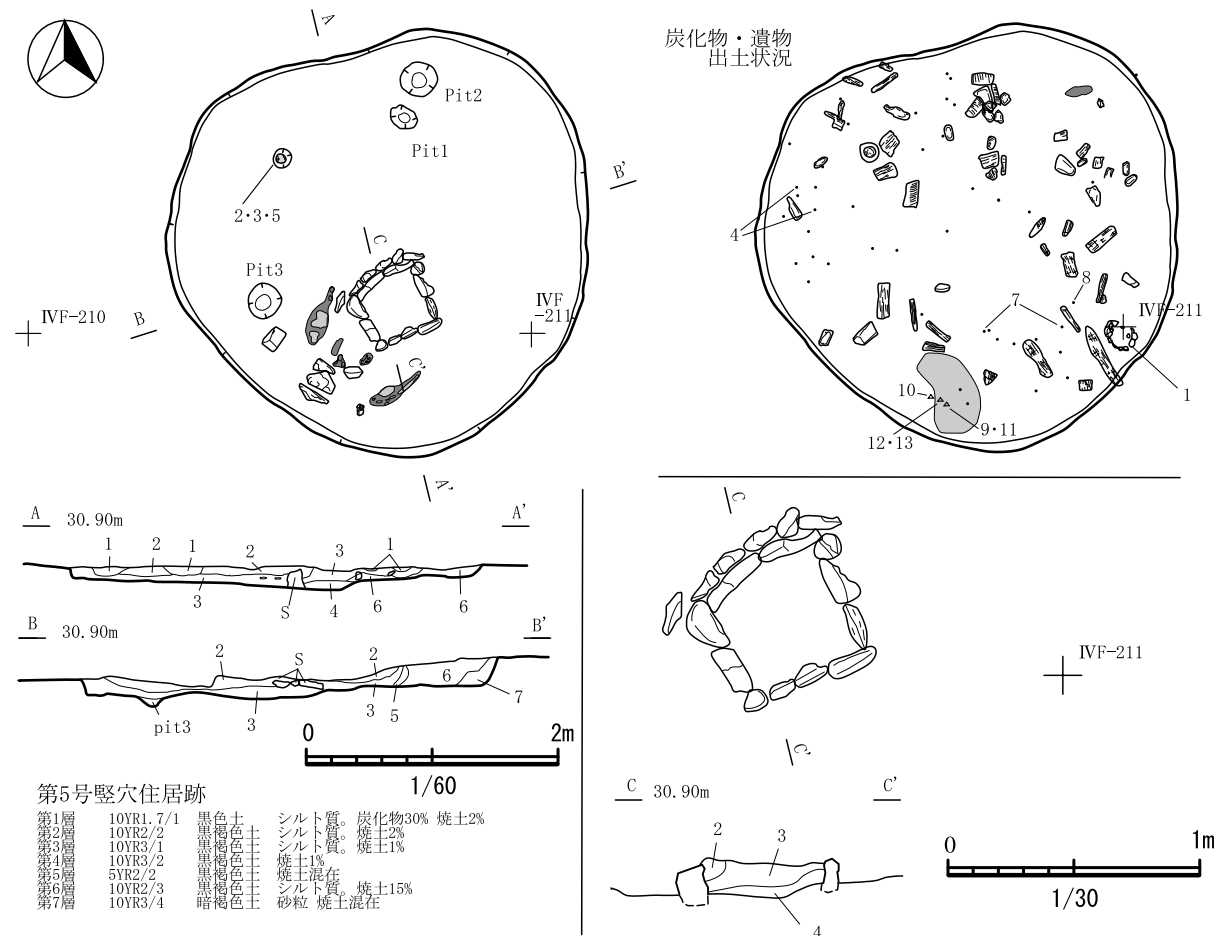 A
Pit2
Pit1
2・3・5
C
Pit3
ⅣF-210
B
B'
ⅣF
-211
C'
A'
炭化物・遺物
出土状況
4
7
8
ⅣF-211
1
10
12・13
9・11
A 30.90m A'
1 2 1 2 3 1
3 S 4 6 6
B 30.90m B'
2 S 2 6
pit3 3 3 5 7
0 2m
1/60
第5号竪穴住居跡
第1層 10YR1.7/1 黒色土 シルト質。炭化物30% 焼土2%
第2層 10YR2/2 黒褐色土 シルト質。焼土2%
第3層 10YR3/1 黒褐色土 シルト質。焼土1%
第4層 10YR3/2 黒褐色土 焼土1%
第5層 5YR2/2 黒褐色土 焼土混在
第6層 10YR2/3 黒褐色土 シルト質。焼土15%
第7層 10YR3/4 暗褐色土 砂粒 焼土混在
C
ⅣF-211
C'
C 30.90m C'
2 3
4
0 1m
1/30